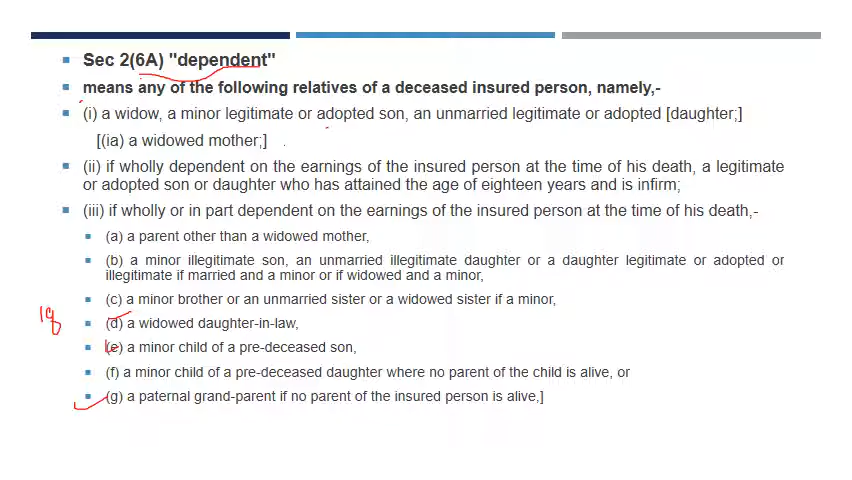 Sec 2(6A) "dependent"
means any of the following relatives of a deceased insured person, namely,-
(i) a widow, a minor legitimate or adopted son, an unmarried legitimate or adopted [daughter;]
[(ia) a widowed mother;]
(ii) if wholly dependent on the earnings of the insured person at the time of his death, a legitimate
or adopted son or daughter who has attained the age of eighteen years and is infirm;
(iii) if wholly or in part dependent on the earnings of the insured person at the time of his death,-
(a) a parent other than a widowed mother,
(b) a minor illegitimate son, an unmarried illegitimate daughter or a daughter legitimate or adopted or
illegitimate if married and a minor or if widowed and a minor,
(c) a minor brother or an unmarried sister or a widowed sister if a minor,
(d) a widowed daughter-in-law,
(e) a minor child of a pre-deceased son,
(f) a minor child of a pre-deceased daughter where no parent of the child is alive, or
(g) a paternal grand-parent if no parent of the insured person is alive,]